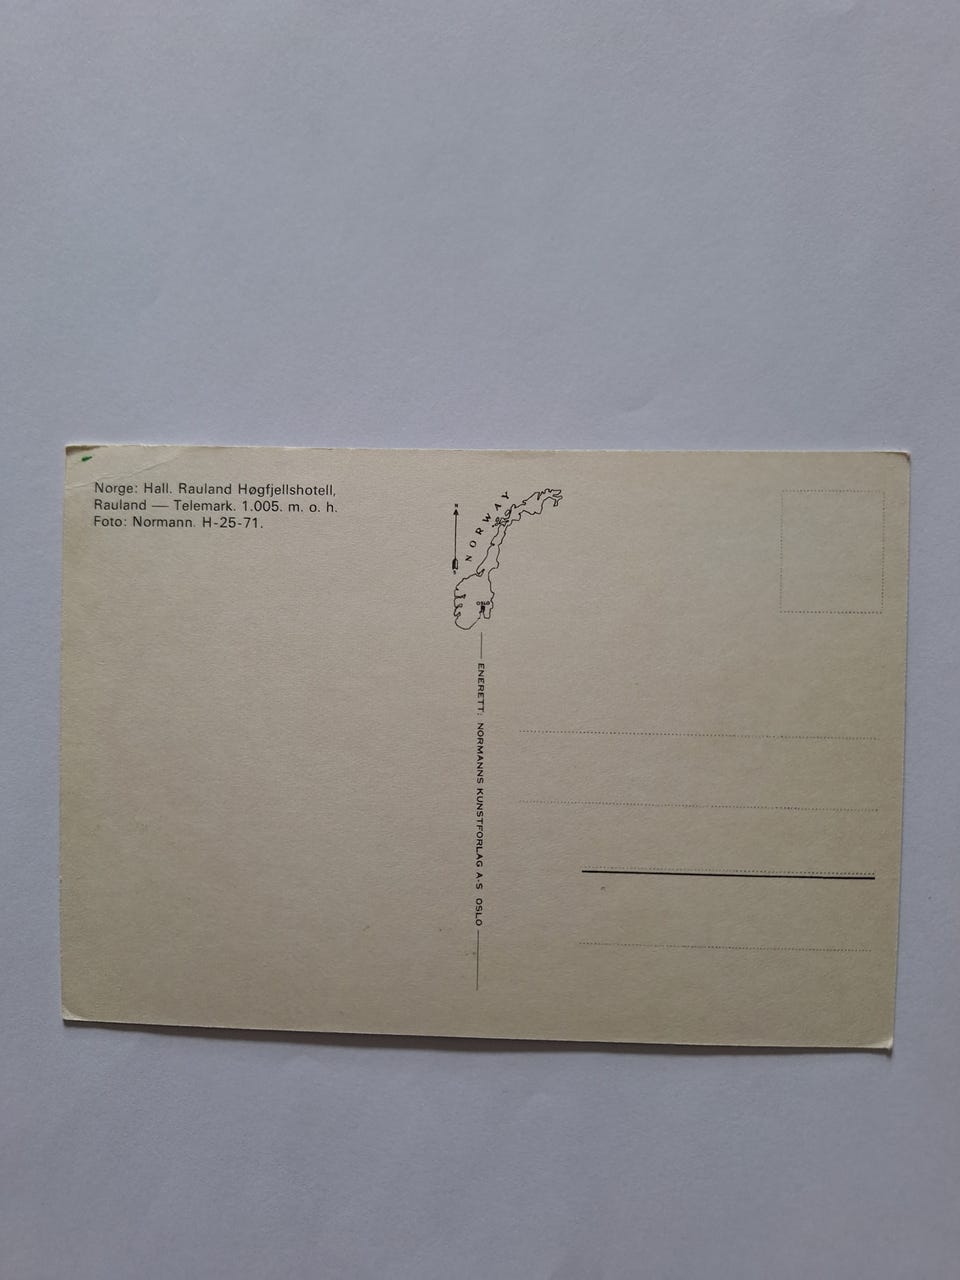 Norge: Hall. Rauland Høgfjellshotell,
Rauland — Telemark. 1.005. m. o. h.
Foto: Normann. H-25-71.
NORWAY
OSLO
ENERETT: NORMANNS KUNSTFORLAG A-S OSLO